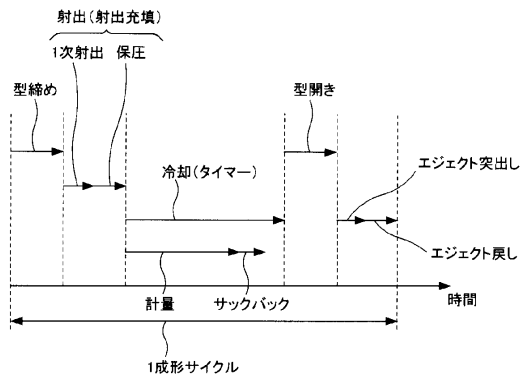 射出（射出充填）
1次射出 保圧
型締め
型開き
冷却（タイマー）
エジェクト突出し
エジェクト戻し
計量 サックバック
時間
1成形サイクル